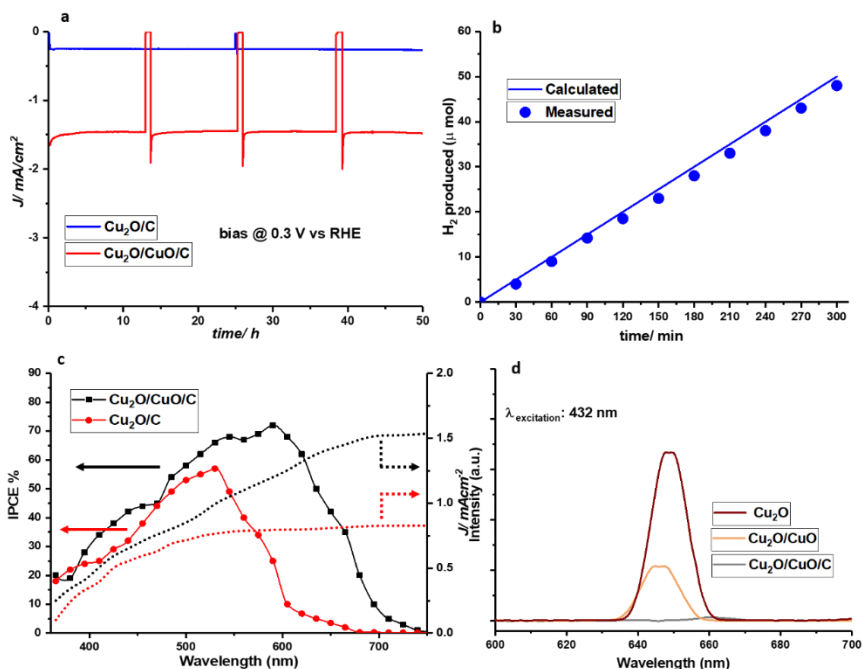 a
0
-1
-2
-3
-4
J/ mA/cm²
Cu₂O/C
Cu₂O/CuO/C
bias @ 0.3 V vs RHE
0 10 20 30 40 50
time/ h
b
60
50
40
30
20
10
0
H₂ produced (μ mol)
Calculated
Measured
0 30 60 90 120 150 180 210 240 270 300
time/ min
c
90
80
70
60
50
40
30
20
10
0
IPCE %
Cu₂O/CuO/C
Cu₂O/C
2.0
1.5
1.0
0.5
0.0
J/ mAcm⁻²
400 500 600 700
Wavelength (nm)
d
λexcitation: 432 nm
Intensity (a.u.)
Cu₂O
Cu₂O/CuO
Cu₂O/CuO/C
600 620 640 660 680 700
Wavelength (nm)